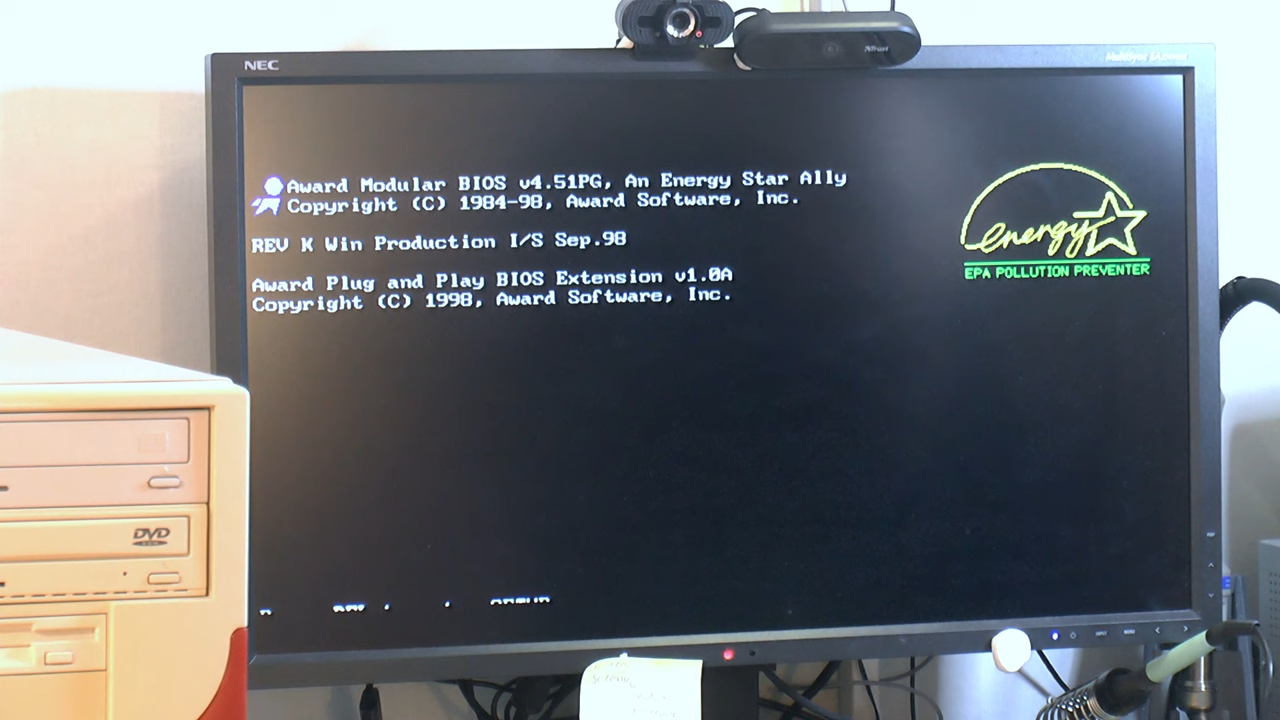 NEC
Trust
Award Modular BIOS v4.51PG, An Energy Star Ally
Copyright (C) 1984-98, Award Software, Inc.
REV K Win Production I/S Sep.98
Award Plug and Play BIOS Extension v1.0A
Copyright (C) 1998, Award Software, Inc.
energy
EPA POLLUTION PREVENTER
DVD